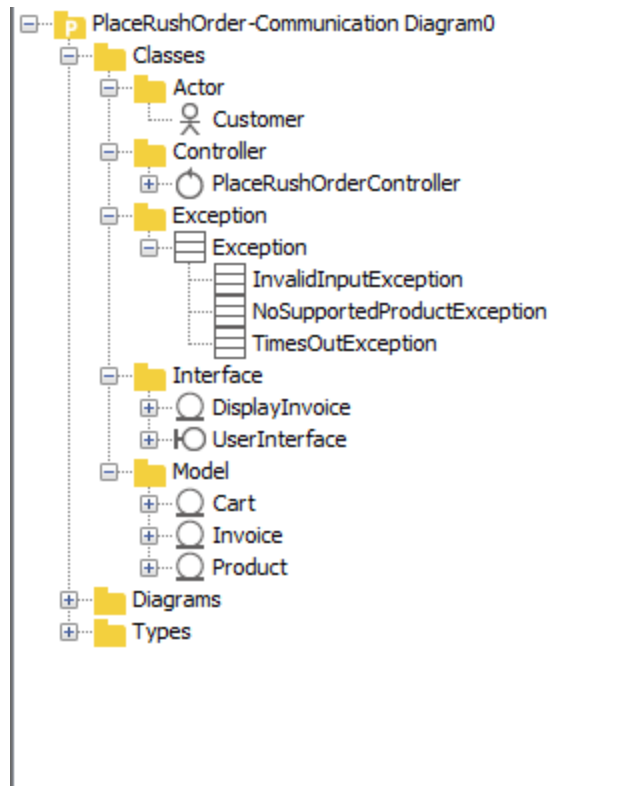 PlaceRushOrder-Communication Diagram0
Classes
Actor
Customer
Controller
PlaceRushOrderController
Exception
Exception
InvalidInputException
NoSupportedProductException
TimesOutException
Interface
DisplayInvoice
UserInterface
Model
Cart
Invoice
Product
Diagrams
Types